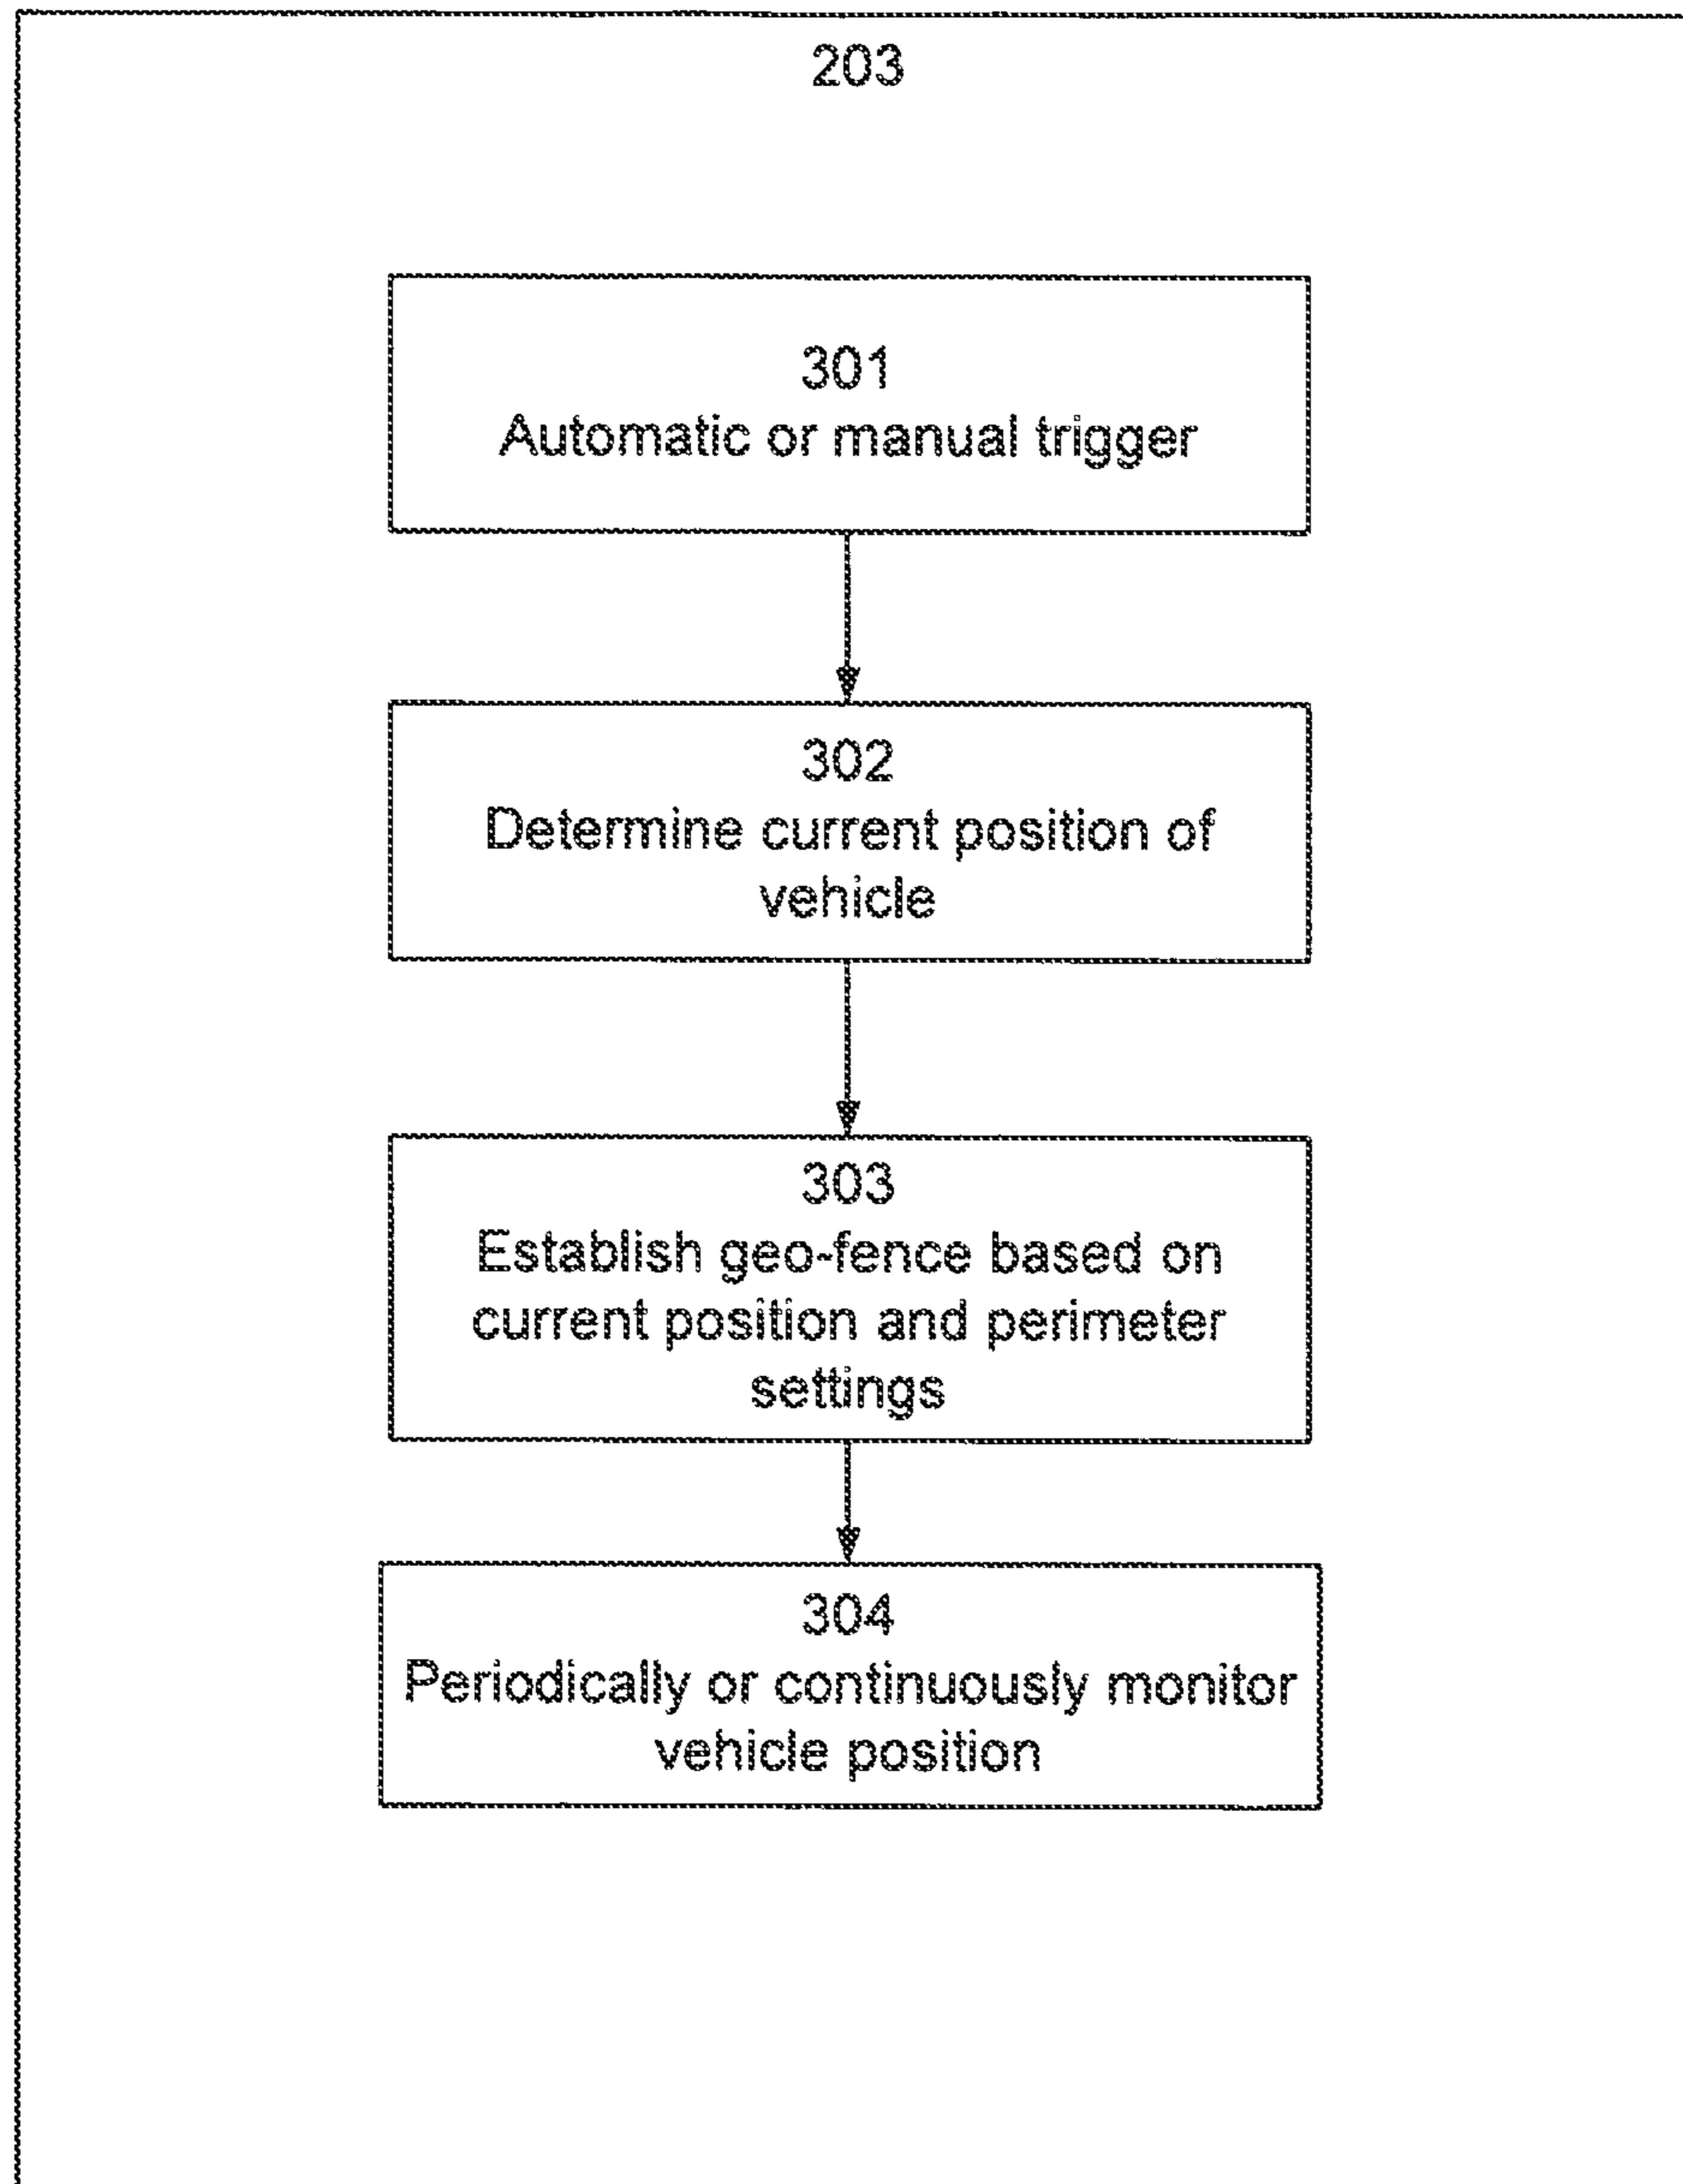 203
301
Automatic or manual trigger
302
Determine current position of
vehicle
303
Establish geo-fence based on
current position and perimeter
settings
304
Periodically or continuously monitor
vehicle position